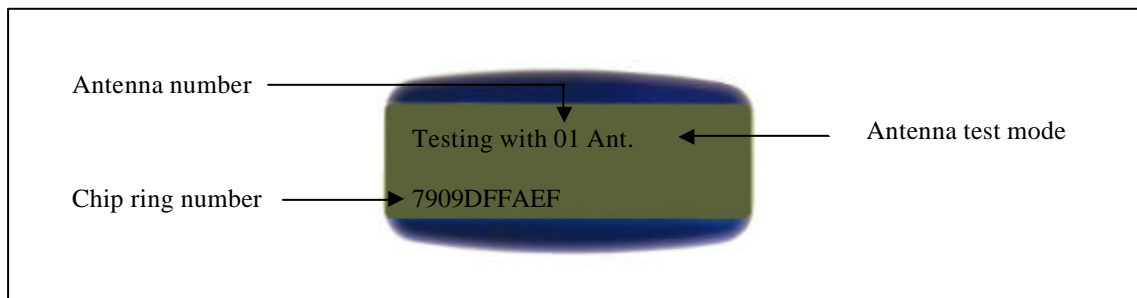 Antenna number
Testing with 01 Ant.
Antenna test mode
Chip ring number
7909DFFAEF